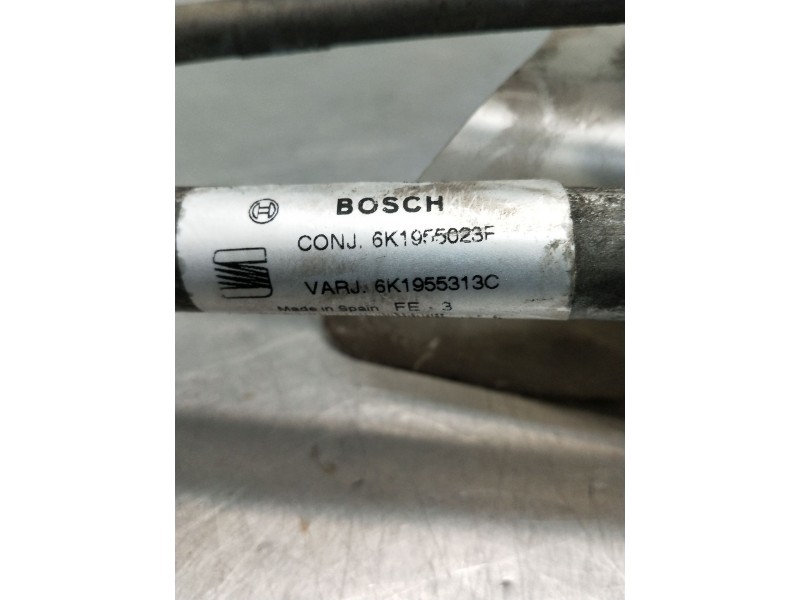 BOSCH
CONJ. 6K1955023F
VARJ. 6K1955313C
Made in Spain FE - 3